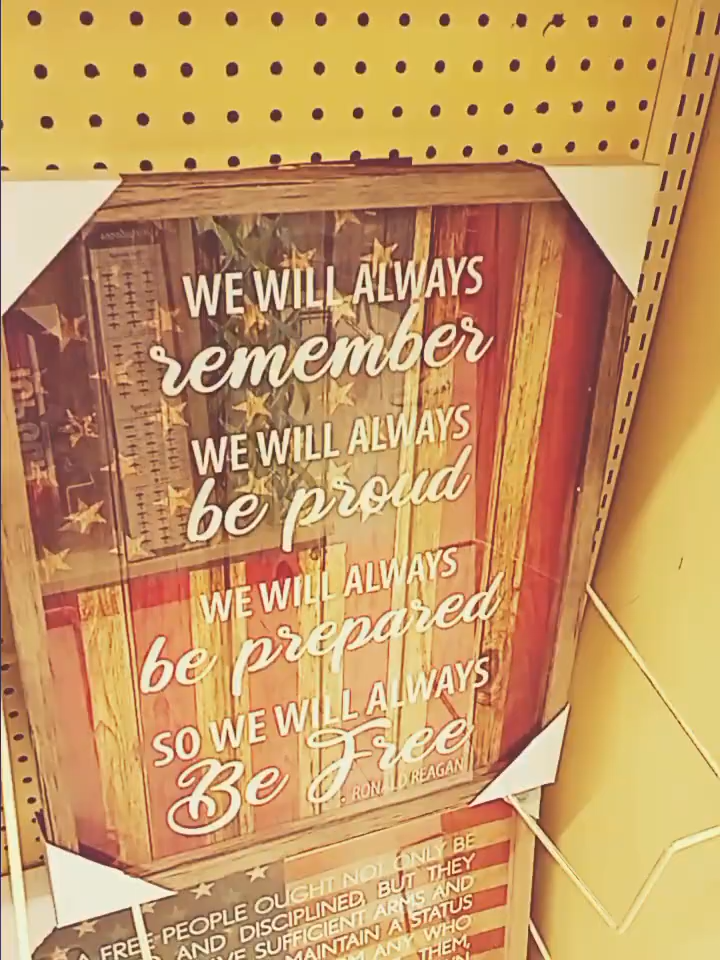 WE WILL ALWAYS
remember
WE WILL ALWAYS
be proud
WE WILL ALWAYS
be prepared
SO WE WILL ALWAYS
Be Free
RONALD REAGAN
A FREE PEOPLE OUGHT NOT ONLY BE
AND DISCIPLINED, BUT THEY
SUFFICIENT ARMS AND
MAINTAIN A STATUS
ANY WHO
THEM,